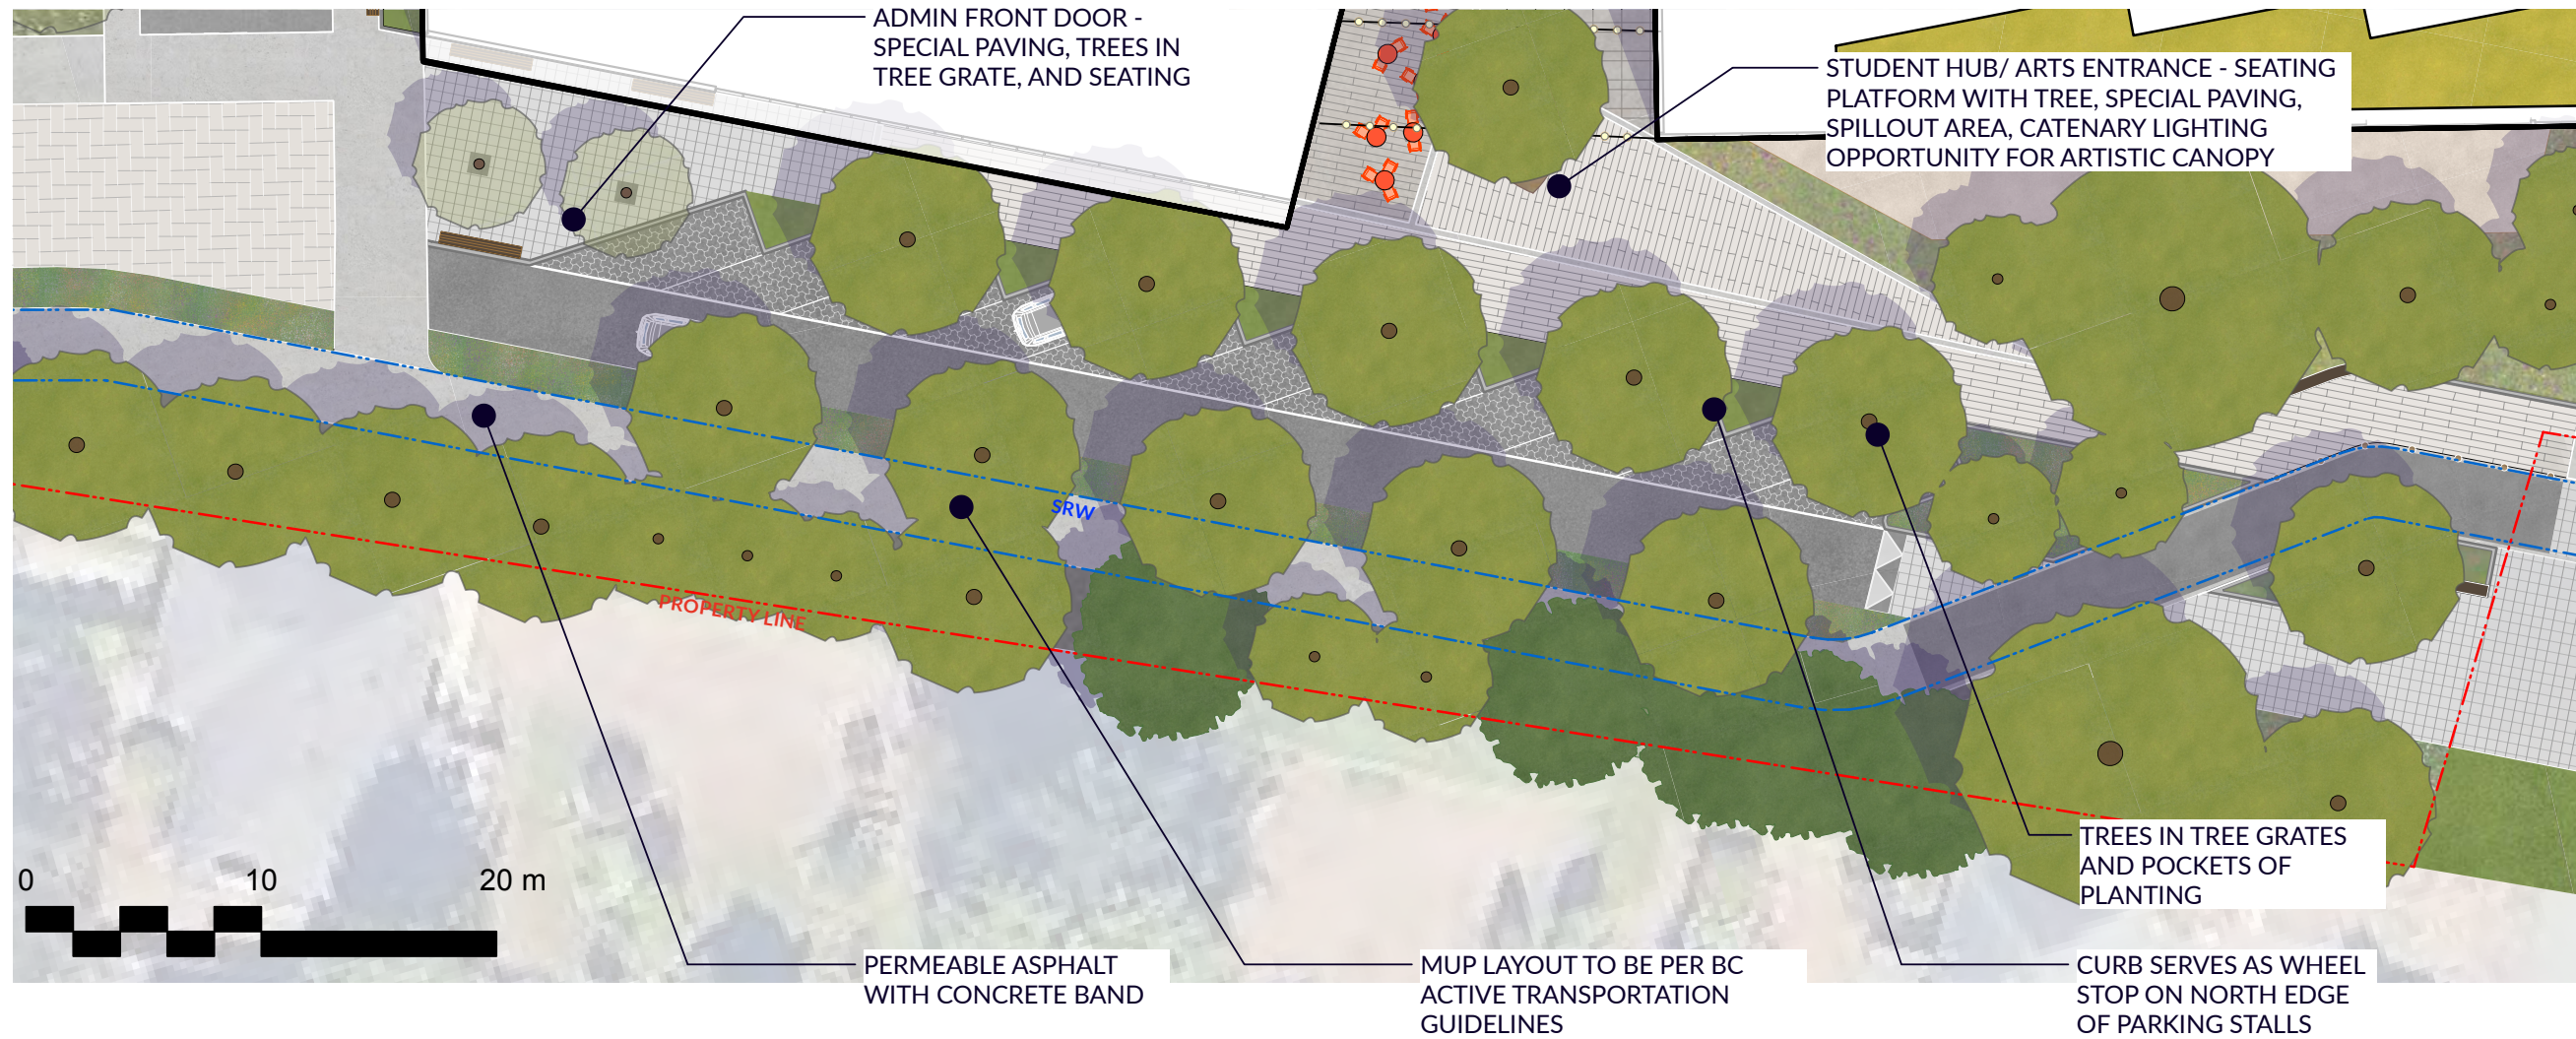 ADMIN FRONT DOOR -
SPECIAL PAVING, TREES IN
TREE GRATE, AND SEATING
STUDENT HUB/ ARTS ENTRANCE - SEATING
PLATFORM WITH TREE, SPECIAL PAVING,
SPILLOUT AREA, CATENARY LIGHTING
OPPORTUNITY FOR ARTISTIC CANOPY
SRW
PROPERTY LINE
TREES IN TREE GRATES
AND POCKETS OF
PLANTING
0 10 20 m
PERMEABLE ASPHALT
WITH CONCRETE BAND
MUP LAYOUT TO BE PER BC
ACTIVE TRANSPORTATION
GUIDELINES
CURB SERVES AS WHEEL
STOP ON NORTH EDGE
OF PARKING STALLS